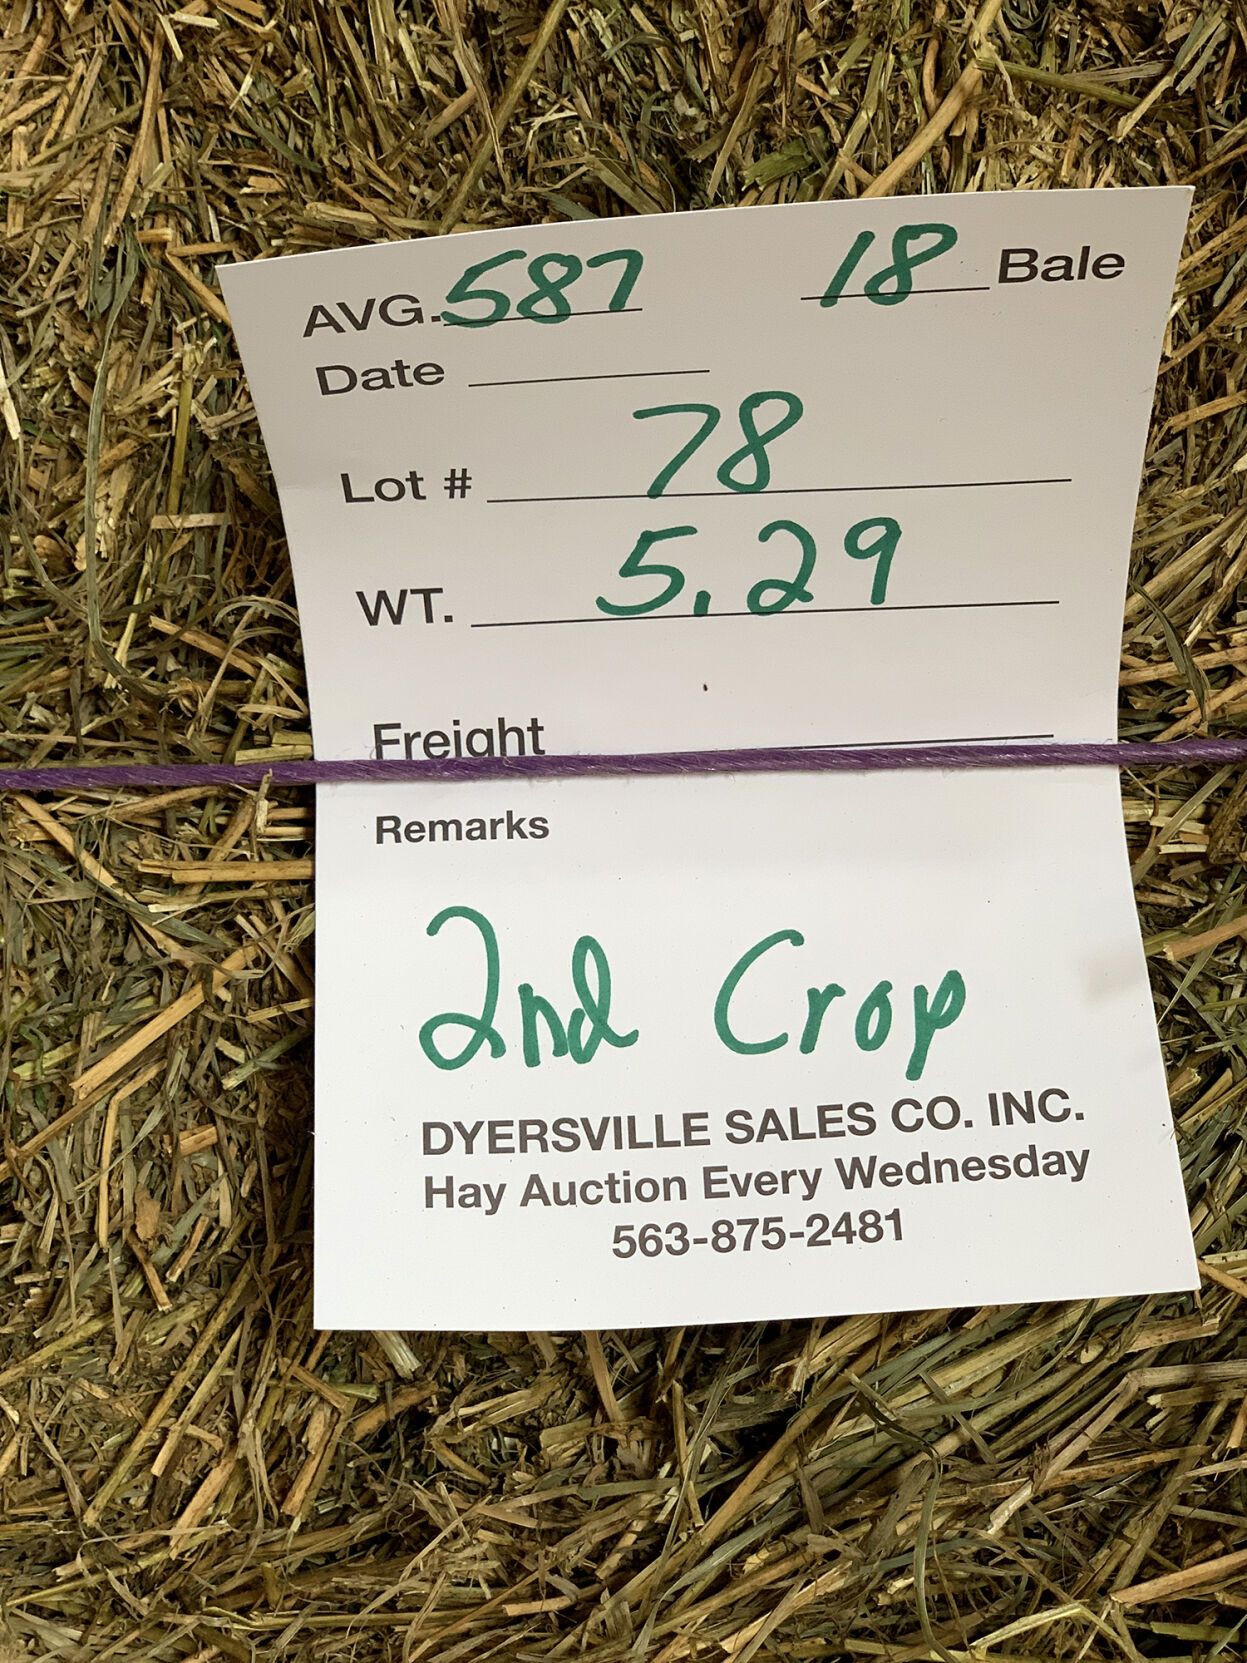 AVG. 587 18 Bale
Date
Lot # 78
WT. 5.29
Freight
Remarks
2nd Crop
DYERSVILLE SALES CO. INC.
Hay Auction Every Wednesday
563-875-2481